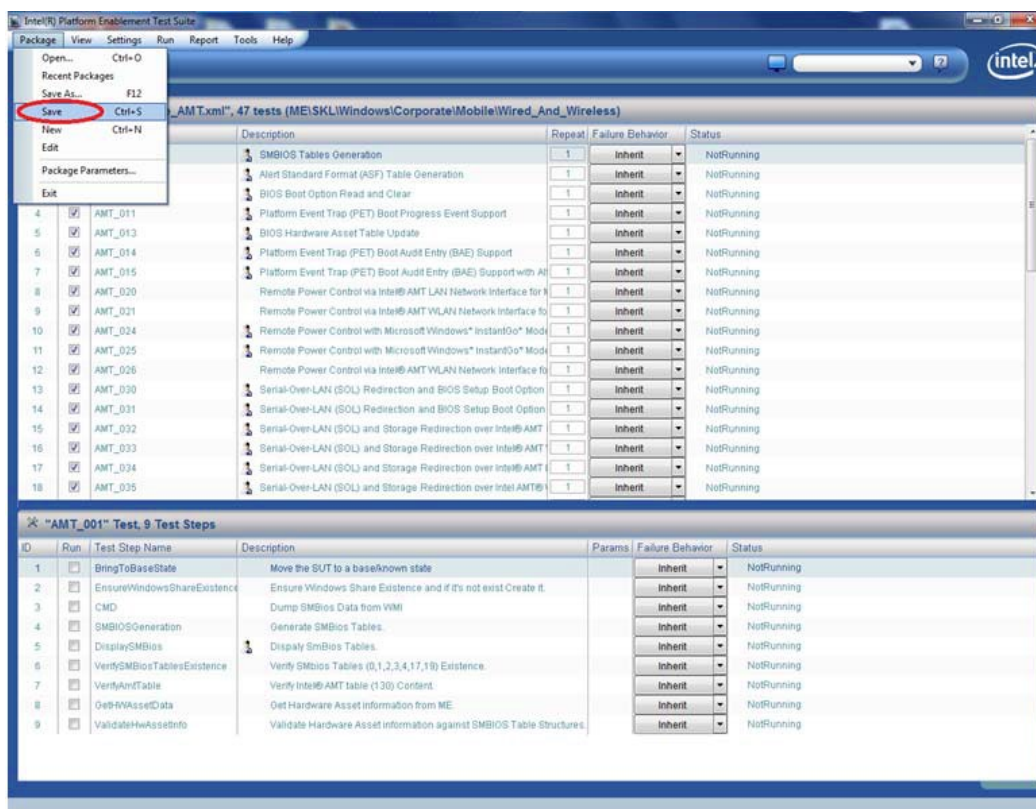 Intel(R) Platform Enablement Test Suite
Package View Settings Run Report Tools Help
Open... Ctrl+O
Recent Packages
Save As... F12
Save Ctrl+S
New Ctrl+N
Edit
Package Parameters...
Exit
intel.
_AMT.xml", 47 tests (ME\SKL\Windows\Corporate\Mobile\Wired_And_Wireless)
Description Repeat Failure Behavior Status
SMBIOS Tables Generation 1 Inherit NotRunning
Alert Standard Format (ASF) Table Generation 1 Inherit NotRunning
BIOS Boot Option Read and Clear 1 Inherit NotRunning
4 AMT_011 Platform Event Trap (PET) Boot Progress Event Support 1 Inherit NotRunning
5 AMT_013 BIOS Hardware Asset Table Update 1 Inherit NotRunning
6 AMT_014 Platform Event Trap (PET) Boot Audit Entry (BAE) Support 1 Inherit NotRunning
7 AMT_015 Platform Event Trap (PET) Boot Audit Entry (BAE) Support with 1 Inherit NotRunning
8 AMT_020 Remote Power Control via Intel® AMT LAN Network Interface for 1 Inherit NotRunning
9 AMT_021 Remote Power Control via Intel® AMT WLAN Network Interface fo 1 Inherit NotRunning
10 AMT_024 Remote Power Control with Microsoft Windows* InstantGo* Mode 1 Inherit NotRunning
11 AMT_025 Remote Power Control with Microsoft Windows* InstantGo* Mode 1 Inherit NotRunning
12 AMT_026 Remote Power Control via Intel® AMT WLAN Network Interface fo 1 Inherit NotRunning
13 AMT_030 Serial-Over-LAN (SOL) Redirection and BIOS Setup Boot Option 1 Inherit NotRunning
14 AMT_031 Serial-Over-LAN (SOL) Redirection and BIOS Setup Boot Option 1 Inherit NotRunning
15 AMT_032 Serial-Over-LAN (SOL) and Storage Redirection over Intel® AMT 1 Inherit NotRunning
16 AMT_033 Serial-Over-LAN (SOL) and Storage Redirection over Intel® AMT 1 Inherit NotRunning
17 AMT_034 Serial-Over-LAN (SOL) and Storage Redirection over Intel® AMT 1 Inherit NotRunning
18 AMT_035 Serial-Over-LAN (SOL) and Storage Redirection over Intel AMT® 1 Inherit NotRunning
"AMT_001" Test, 9 Test Steps
ID Run Test Step Name Description Params Failure Behavior Status
1 BringToBaseState Move the SUT to a base/known state Inherit NotRunning
2 EnsureWindowsShareExistence Ensure Windows Share Existence and if it's not exist Create it. Inherit NotRunning
3 CMD Dump SMBios Data from WMI Inherit NotRunning
4 SMBIOSGeneration Generate SMBios Tables. Inherit NotRunning
5 DisplaySMBios Dispaly SmBios Tables. Inherit NotRunning
6 VerifySMBiosTablesExistence Verify SMbios Tables (0,1,2,3,4,17,19) Existence. Inherit NotRunning
7 VerifyAmtTable Verify Intel® AMT table (130) Content. Inherit NotRunning
8 GetHWAssetData Get Hardware Asset information from ME. Inherit NotRunning
9 ValidateHwAssetInfo Validate Hardware Asset information against SMBIOS Table Structures. Inherit NotRunning